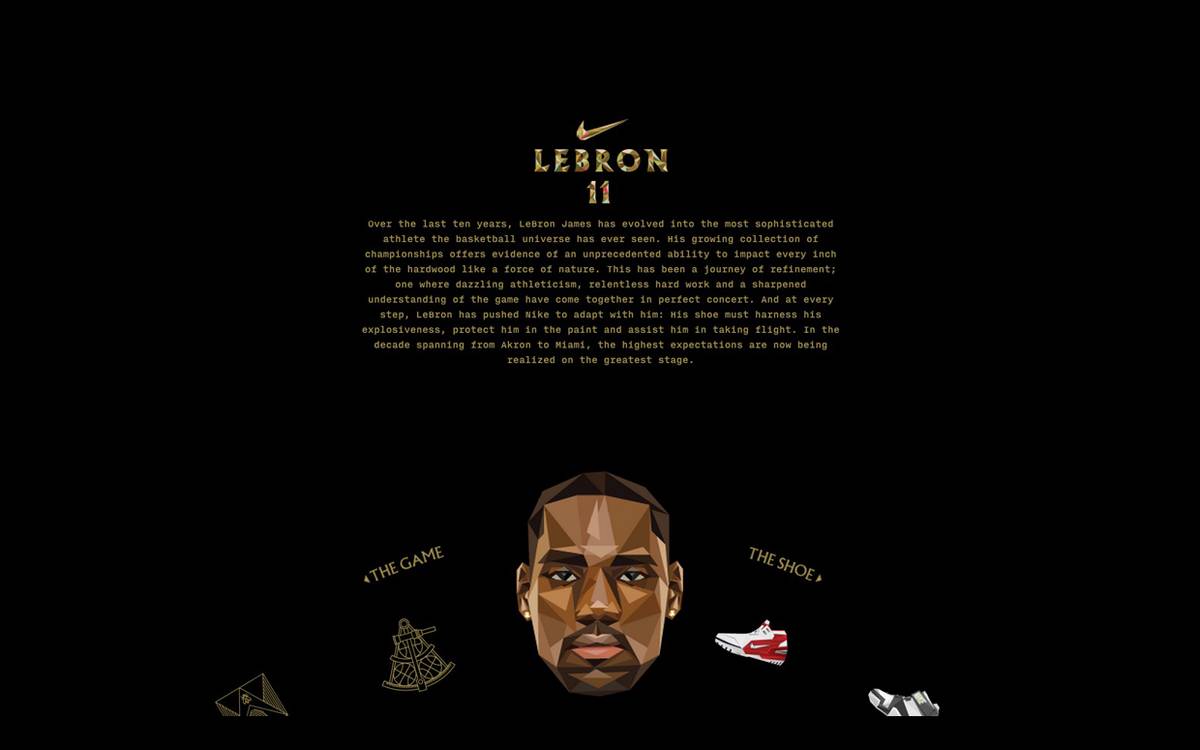 LEBRON
11
Over the last ten years, LeBron James has evolved into the most sophisticated
athlete the basketball universe has ever seen. His growing collection of
championships offers evidence of an unprecedented ability to impact every inch
of the hardwood like a force of nature. This has been a journey of refinement;
one where dazzling athleticism, relentless hard work and a sharpened
understanding of the game have come together in perfect concert. And at every
step, LeBron has pushed Nike to adapt with him: His shoe must harness his
explosiveness, protect him in the paint and assist him in taking flight. In the
decade spanning from Akron to Miami, the highest expectations are now being
realized on the greatest stage.
THE GAME
THE SHOE